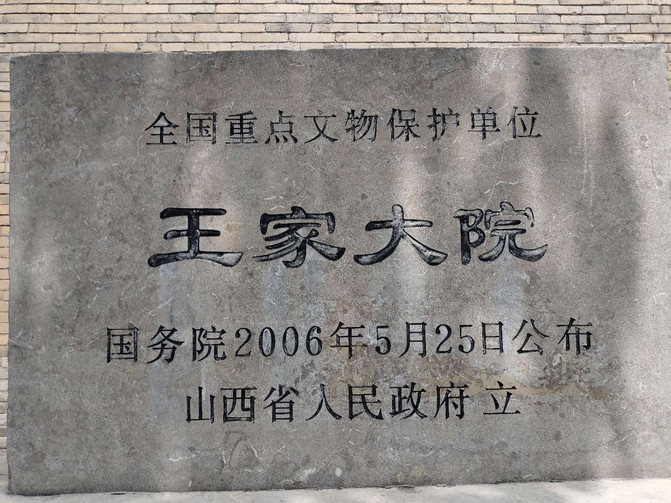 全国重点文物保护单位
王家大院
国务院2006年5月25日公布
山西省人民政府 立